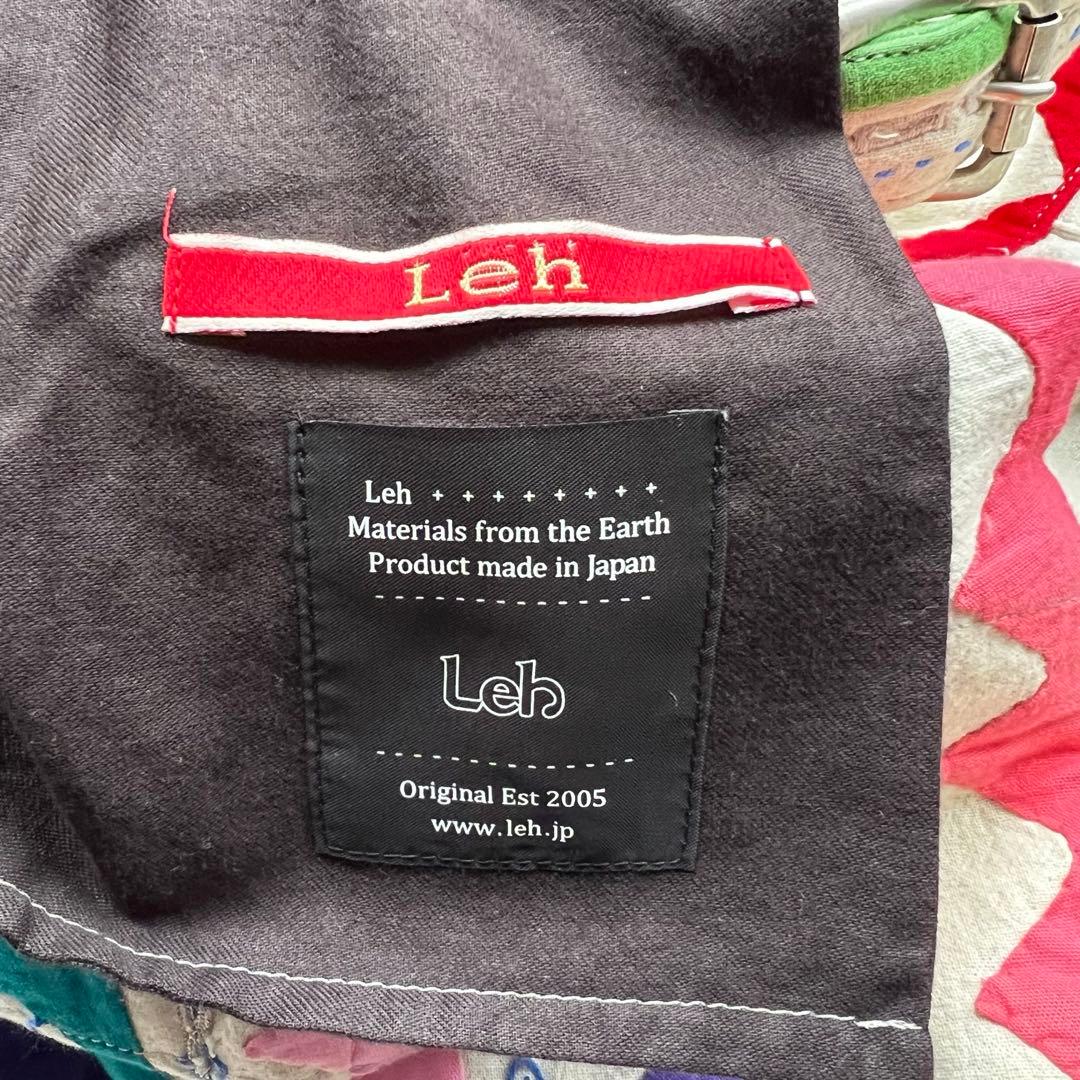 Leh
Leh + + + + + + + +
Materials from the Earth
Product made in Japan
Leh
Original Est 2005
www.leh.jp